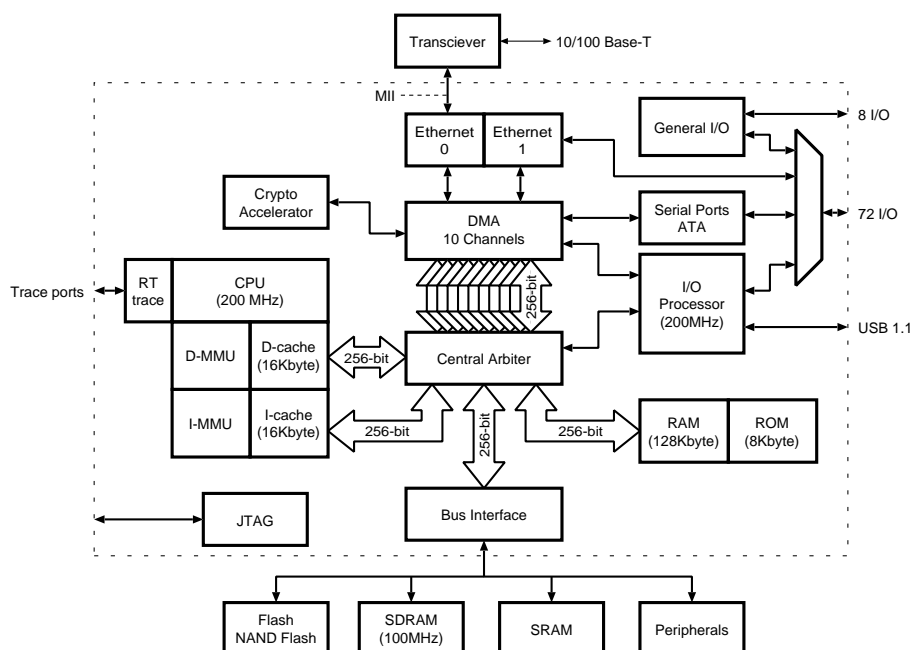 Transciever
10/100 Base-T
MII
Ethernet
0
Ethernet
1
General I/O
8 I/O
Crypto
Accelerator
DMA
10 Channels
Serial Ports
ATA
72 I/O
Trace ports
RT
trace
CPU
(200 MHz)
256-bit
I/O
Processor
(200MHz)
USB 1.1
D-MMU
D-cache
(16Kbyte)
256-bit
Central Arbiter
I-MMU
I-cache
(16Kbyte)
256-bit
256-bit
256-bit
RAM
(128Kbyte)
ROM
(8Kbyte)
JTAG
Bus Interface
Flash
NAND Flash
SDRAM
(100MHz)
SRAM
Peripherals